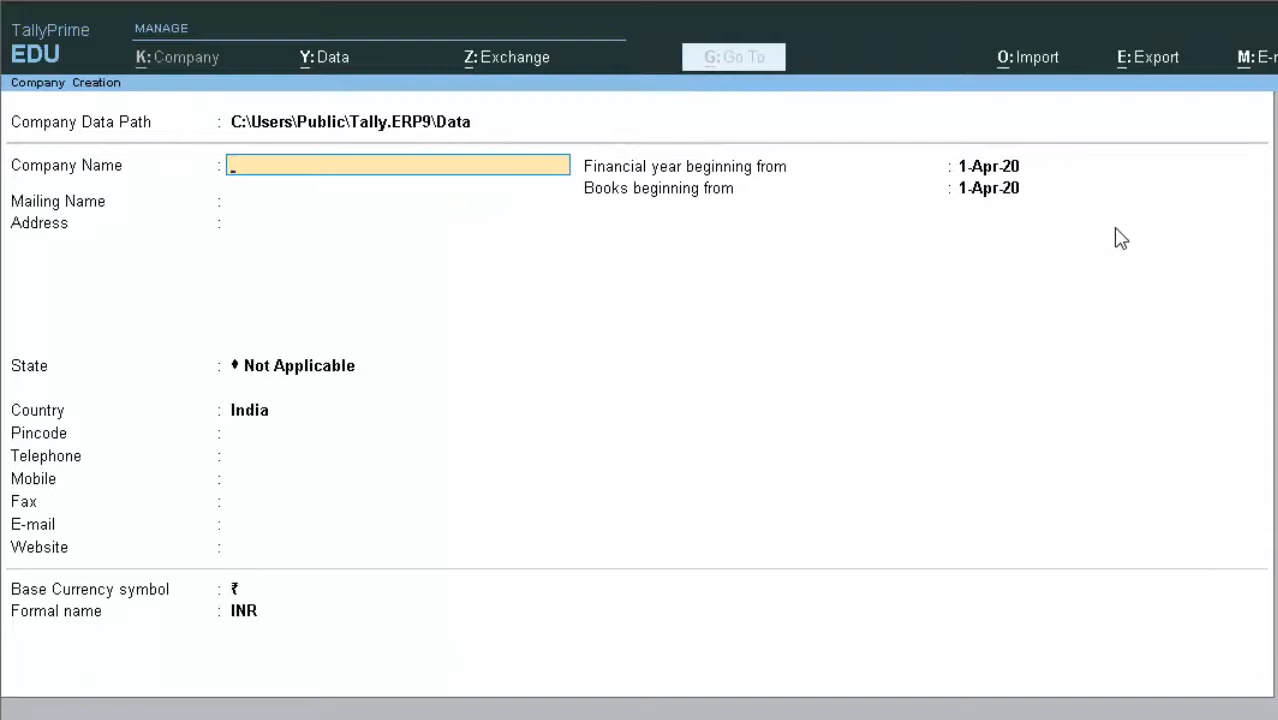 TallyPrime
EDU
MANAGE
K: Company
Y: Data
Z: Exchange
G: Go To
O: Import
E: Export
M: E-
Company Creation
Company Data Path : C:\Users\Public\Tally.ERP9\Data
Company Name :
Financial year beginning from : 1-Apr-20
Books beginning from : 1-Apr-20
Mailing Name :
Address :
State : ♦ Not Applicable
Country : India
Pincode :
Telephone :
Mobile :
Fax :
E-mail :
Website :
Base Currency symbol : ₹
Formal name : INR